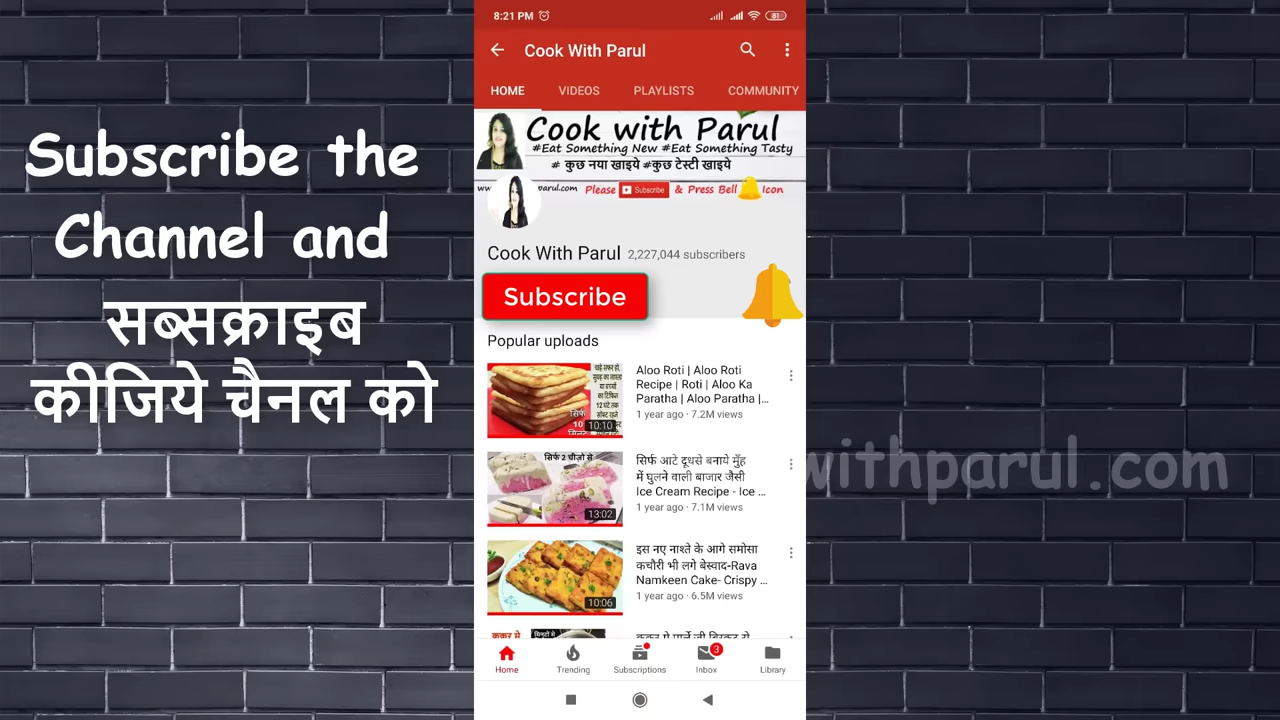 Subscribe the
Channel and
सब्सक्राइब
कीजिये चैनल को
8:21 PM
81
Cook With Parul
HOME VIDEOS PLAYLISTS COMMUNITY
Cook with Parul
#Eat Something New #Eat Something Tasty
# कुछ नया खाइये #कुछ टेस्टी खाइये
Please Subscribe & Press Bell Icon
Cook With Parul 2,227,044 subscribers
Subscribe
Popular uploads
Aloo Roti | Aloo Roti
Recipe | Roti | Aloo Ka
Paratha | Aloo Paratha |...
1 year ago · 7.2M views
सिर्फ
10
10:10
सिर्फ आटे दूधसे बनाये मुँह
में घुलने वाली बाजार जैसी
Ice Cream Recipe - Ice ...
1 year ago · 7.1M views
सिर्फ 2 चीज़ो से
13:02
withparul.com
इस नए नाश्ते के आगे समोसा
कचौरी भी लगे बेस्वाद-Rava
Namkeen Cake- Crispy ...
1 year ago · 6.5M views
10:06
3
Home Trending Subscriptions Inbox Library